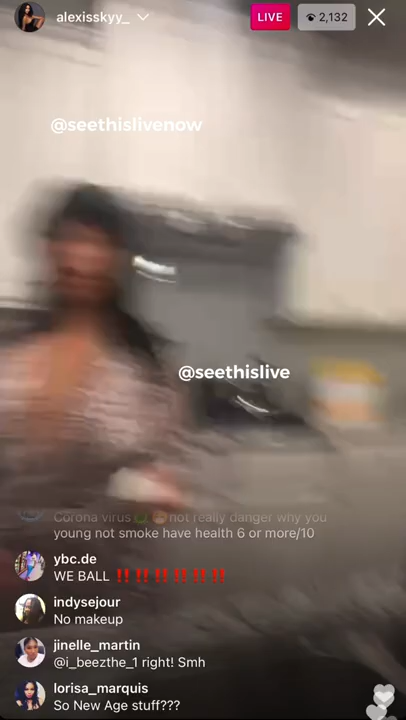 alexisskyy_
LIVE
2,132
@seethislivenow
@seethislive
Corona virus🤢🤕not really danger why you
young not smoke have health 6 or more/10
ybc.de
WE BALL ‼️‼️‼️‼️‼️‼️
indysejour
No makeup
jinelle_martin
@i_beezthe_1 right! Smh
lorisa_marquis
So New Age stuff???